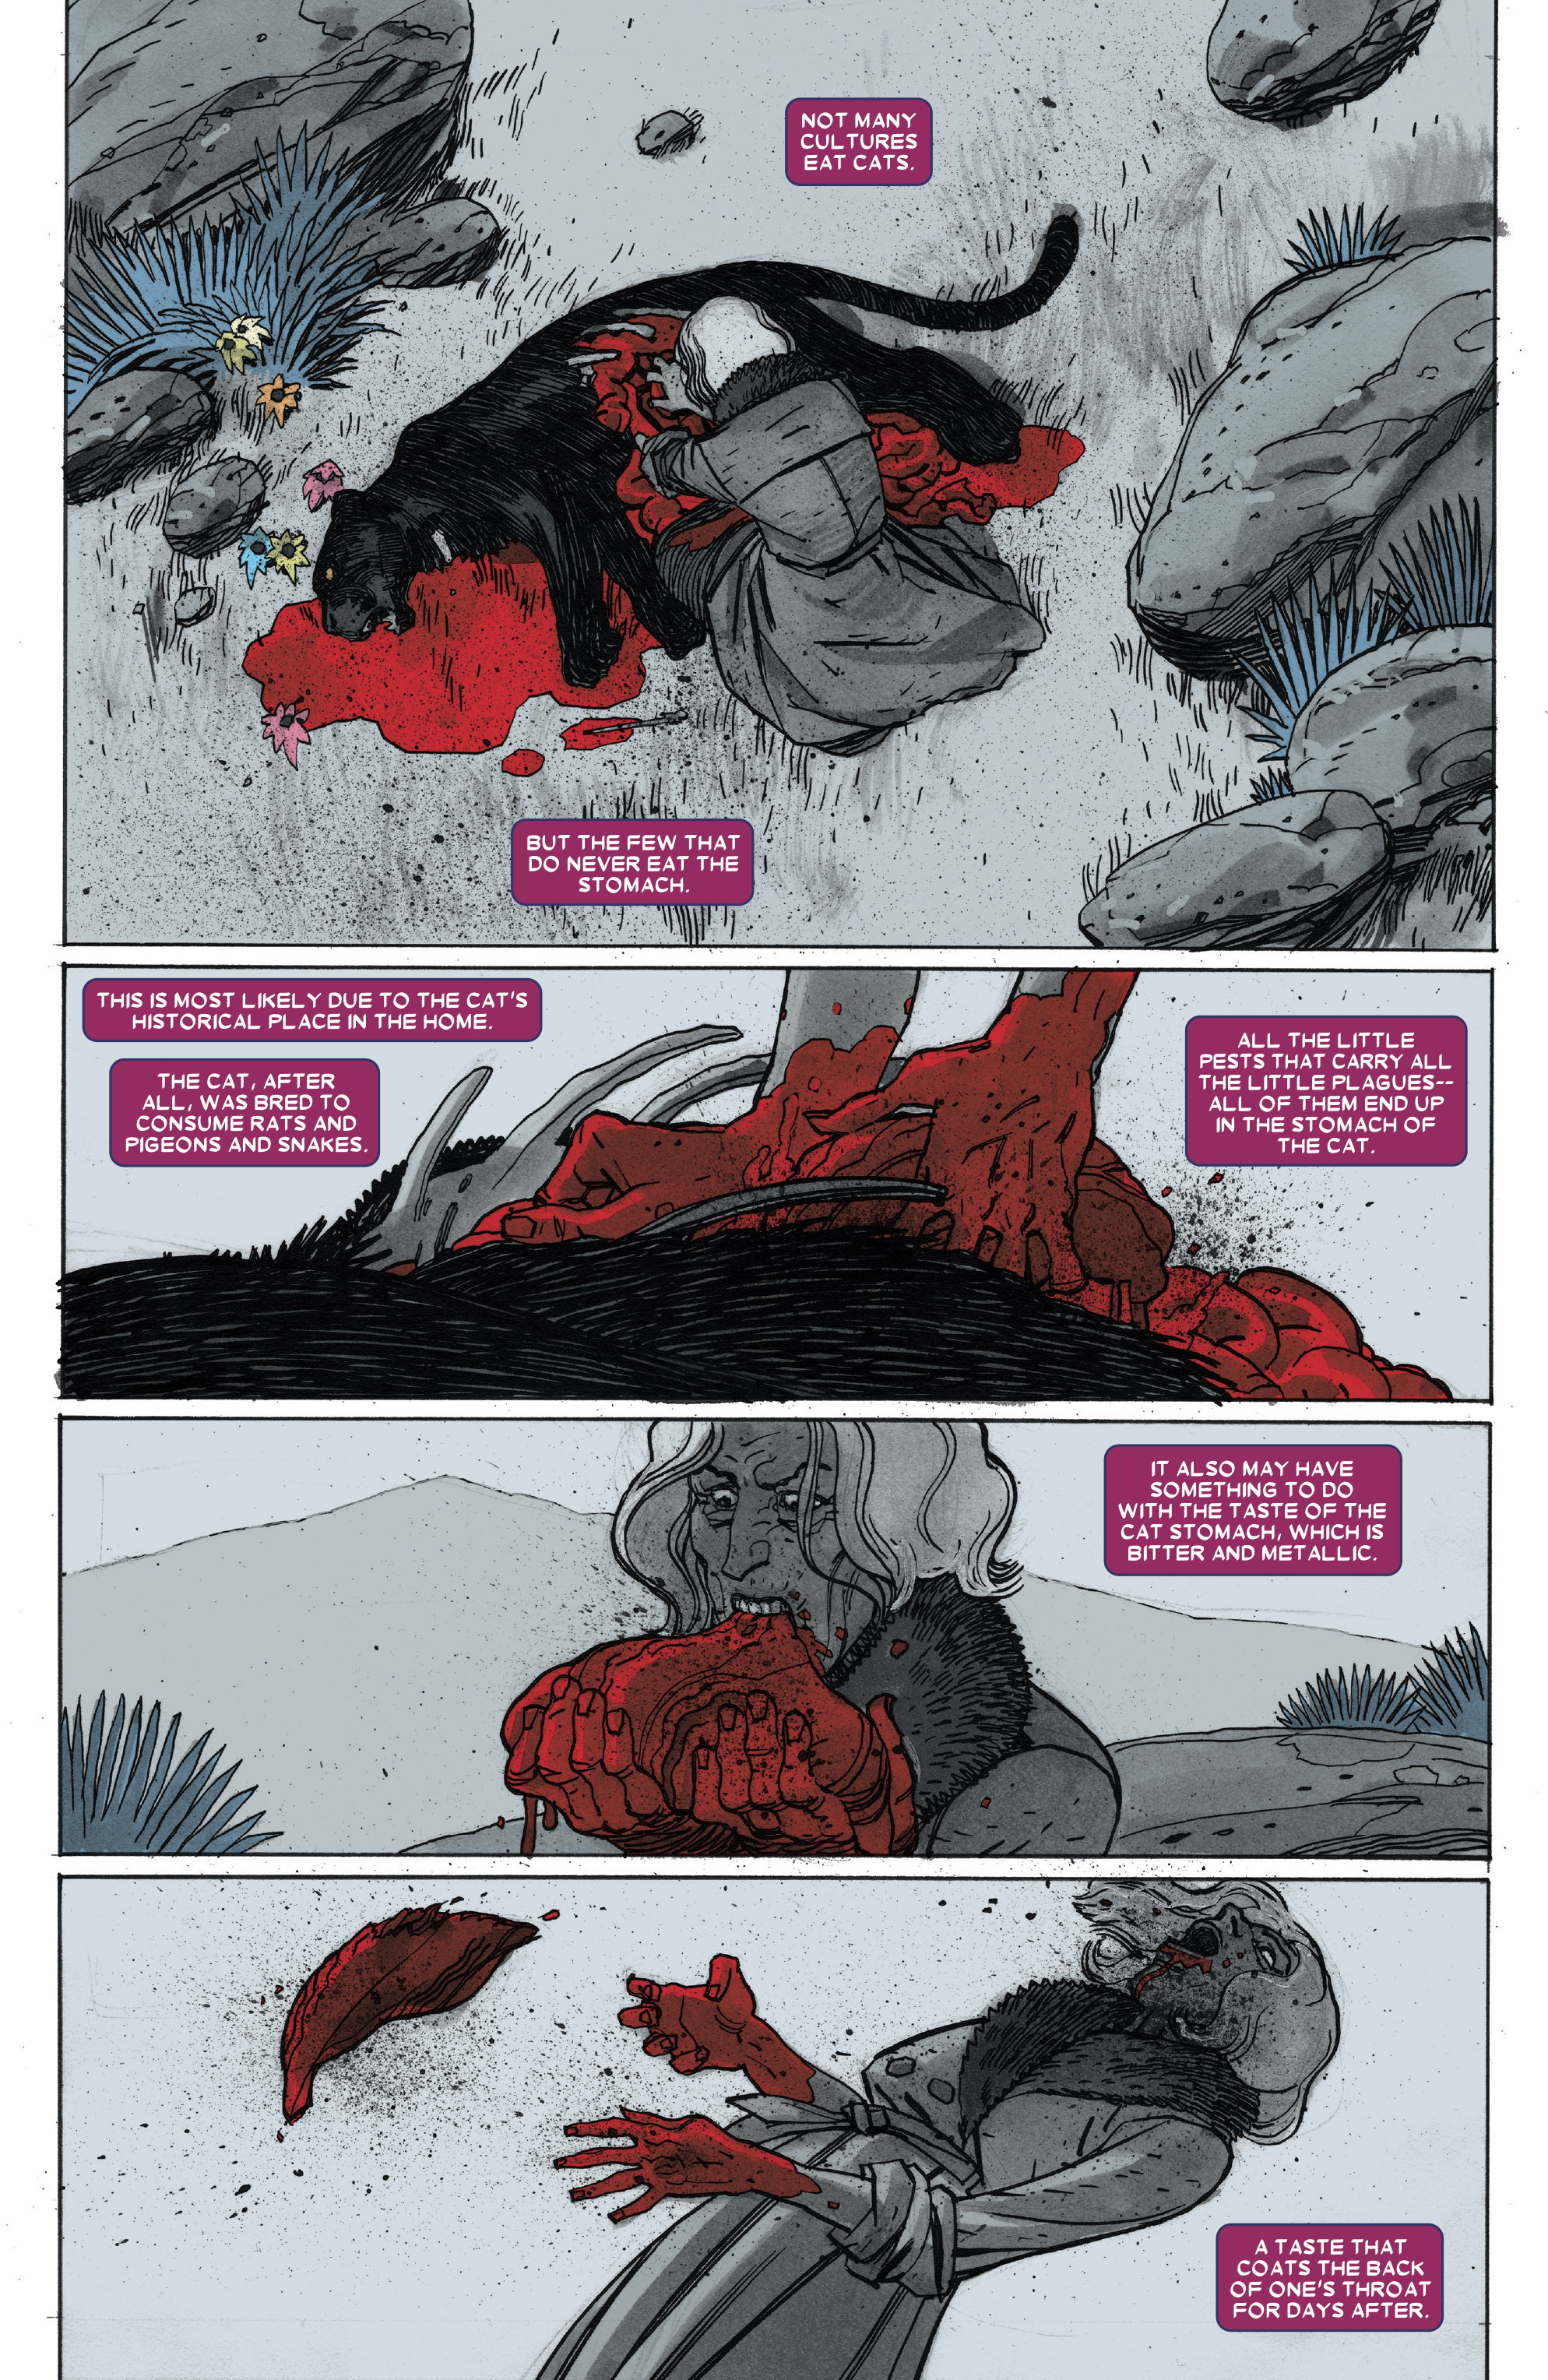 NOT MANY
CULTURES
EAT CATS.
BUT THE FEW THAT
DO NEVER EAT THE
STOMACH.
THIS IS MOST LIKELY DUE TO THE CAT'S
HISTORICAL PLACE IN THE HOME.
THE CAT, AFTER
ALL, WAS BRED TO
CONSUME RATS AND
PIGEONS AND SNAKES.
ALL THE LITTLE
PESTS THAT CARRY ALL
THE LITTLE PLAGUES--
ALL OF THEM END UP
IN THE STOMACH OF
THE CAT.
IT ALSO MAY HAVE
SOMETHING TO DO
WITH THE TASTE OF THE
CAT STOMACH, WHICH IS
BITTER AND METALLIC.
A TASTE THAT
COATS THE BACK
OF ONE'S THROAT
FOR DAYS AFTER.